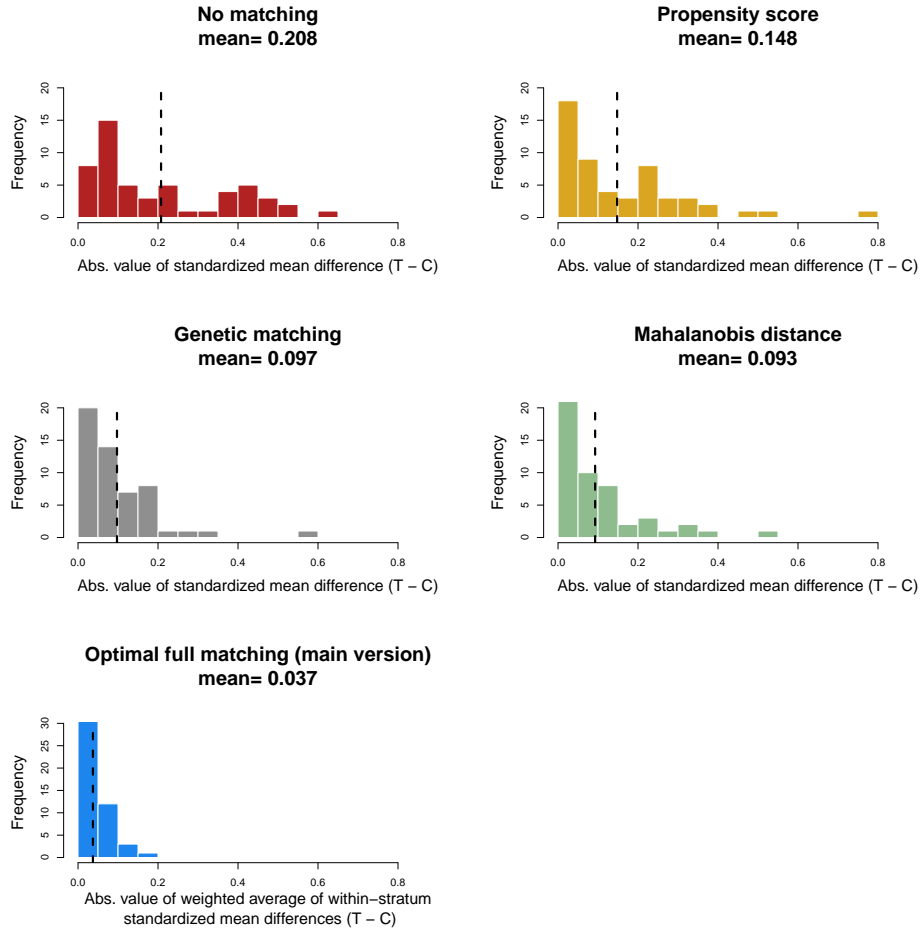 No matching
mean= 0.208
Frequency
20
15
10
5
0
0.0 0.2 0.4 0.6 0.8
Abs. value of standardized mean difference (T − C)
Propensity score
mean= 0.148
Frequency
20
15
10
5
0
0.0 0.2 0.4 0.6 0.8
Abs. value of standardized mean difference (T − C)
Genetic matching
mean= 0.097
Frequency
20
15
10
5
0
0.0 0.2 0.4 0.6 0.8
Abs. value of standardized mean difference (T − C)
Mahalanobis distance
mean= 0.093
Frequency
20
15
10
5
0
0.0 0.2 0.4 0.6 0.8
Abs. value of standardized mean difference (T − C)
Optimal full matching (main version)
mean= 0.037
Frequency
30
25
20
15
10
5
0
0.0 0.2 0.4 0.6 0.8
Abs. value of weighted average of within−stratum
standardized mean differences (T − C)